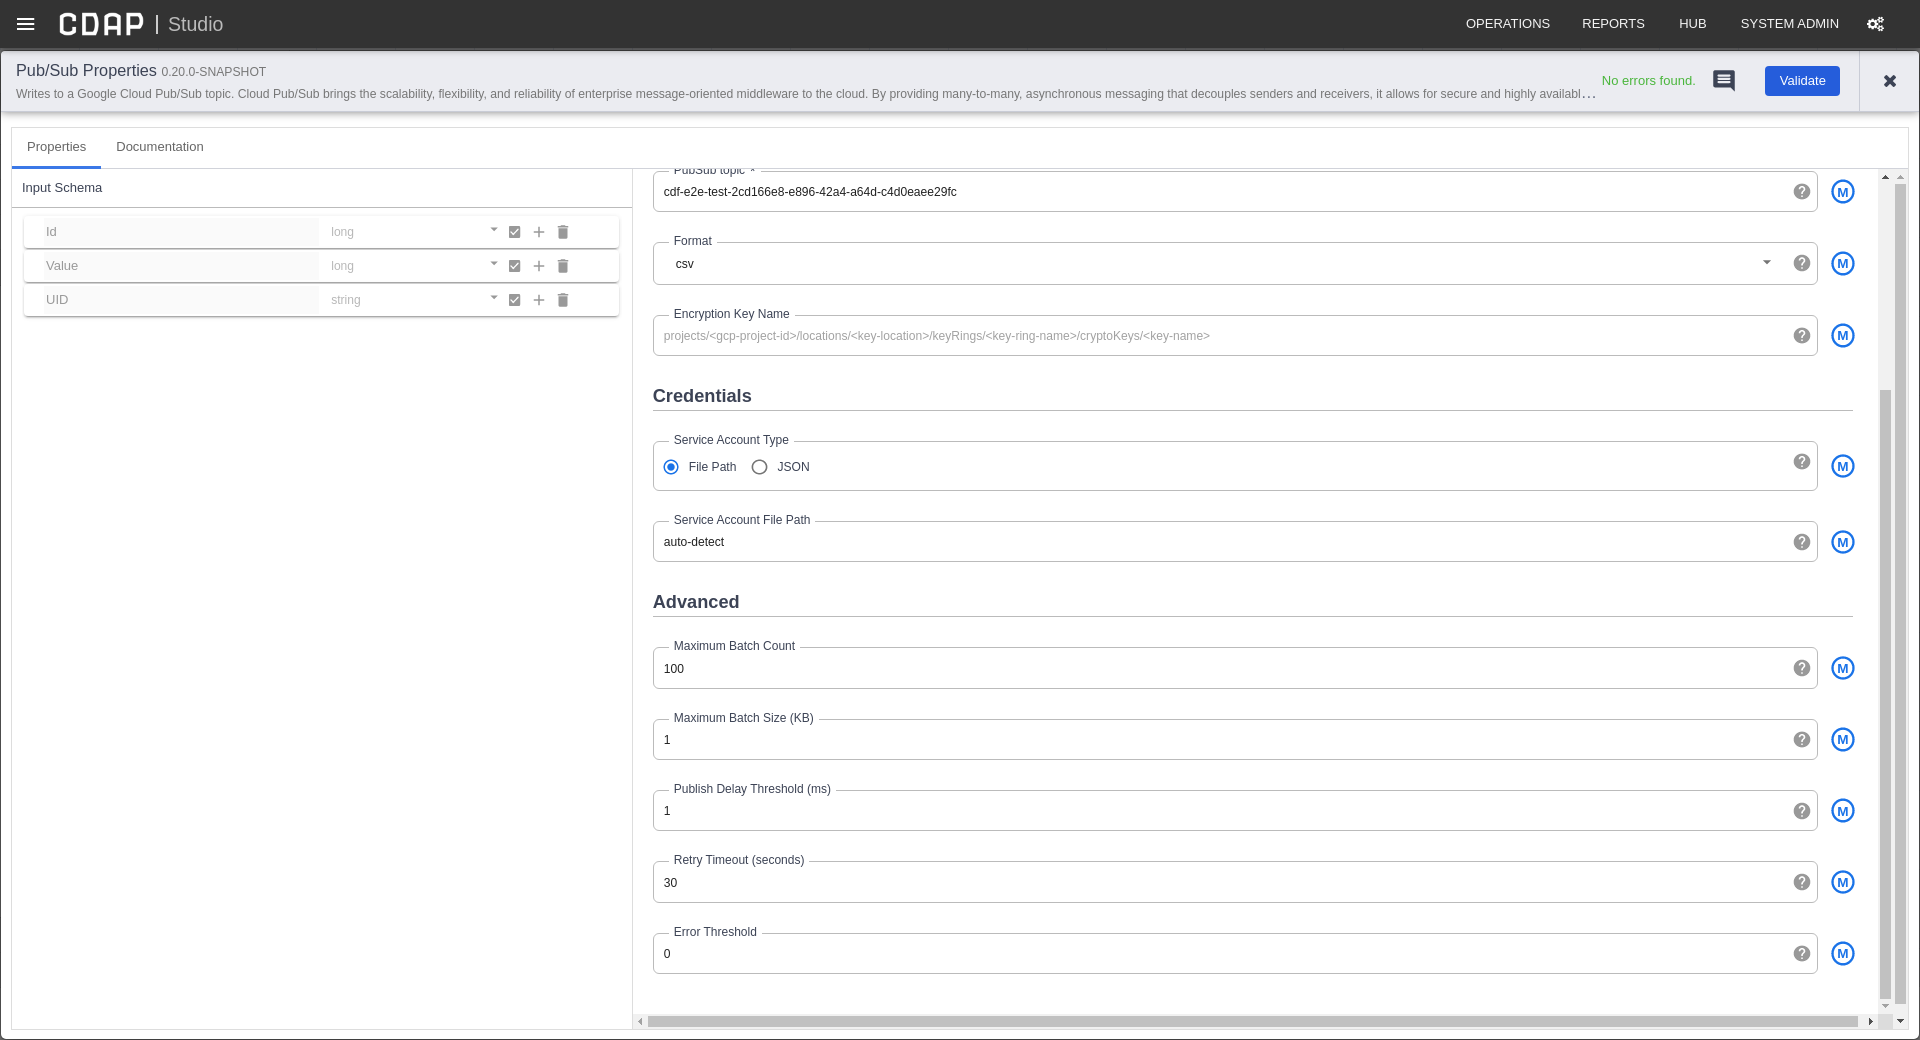 CDAP | Studio
OPERATIONS REPORTS HUB SYSTEM ADMIN
Pub/Sub Properties 0.20.0-SNAPSHOT
Writes to a Google Cloud Pub/Sub topic. Cloud Pub/Sub brings the scalability, flexibility, and reliability of enterprise message-oriented middleware to the cloud. By providing many-to-many, asynchronous messaging that decouples senders and receivers, it allows for secure and highly availabl...
No errors found.
Validate
Properties Documentation
Input Schema
Id long
Value long
UID string
PubSub topic *
cdf-e2e-test-2cd166e8-e896-42a4-a64d-c4d0eaee29fc
M
Format
csv
M
Encryption Key Name
projects/<gcp-project-id>/locations/<key-location>/keyRings/<key-ring-name>/cryptoKeys/<key-name>
M
Credentials
Service Account Type
File Path JSON
M
Service Account File Path
auto-detect
M
Advanced
Maximum Batch Count
100
M
Maximum Batch Size (KB)
1
M
Publish Delay Threshold (ms)
1
M
Retry Timeout (seconds)
30
M
Error Threshold
0
M